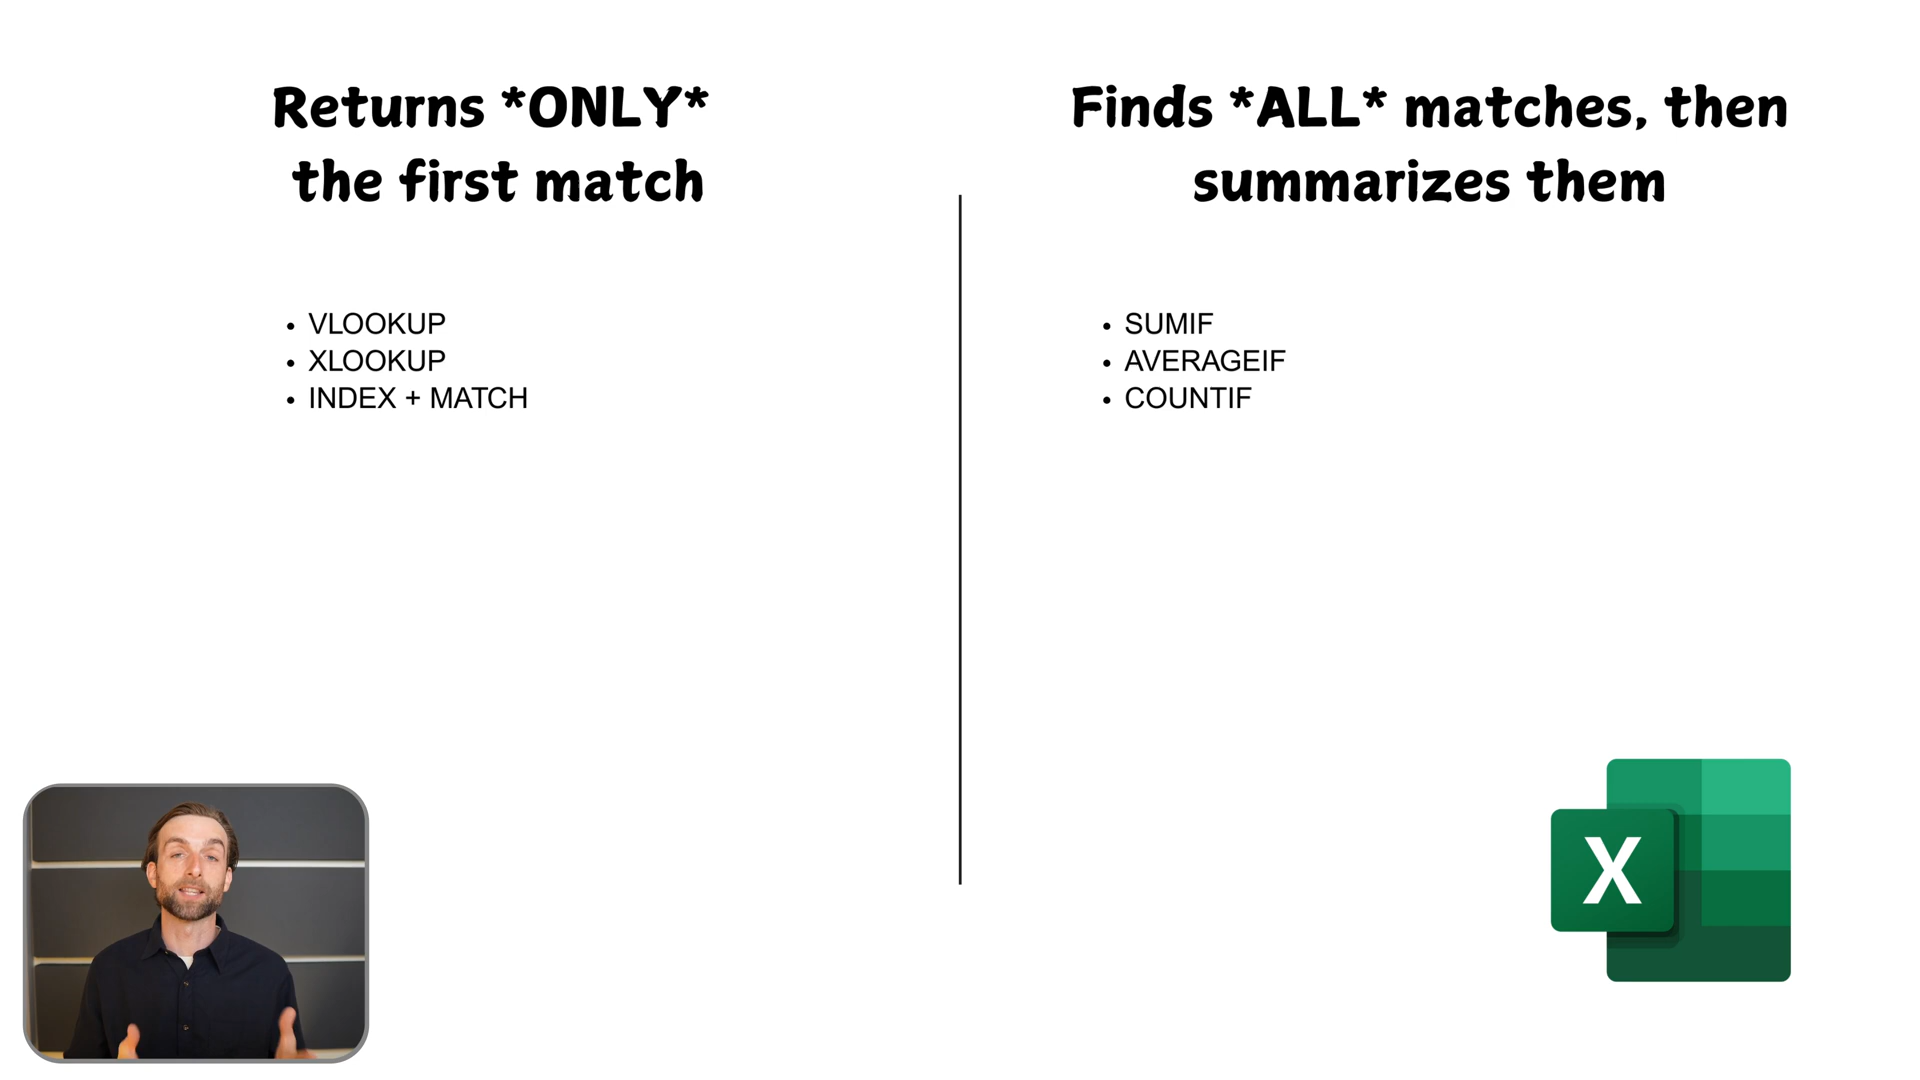 Returns *ONLY*
the first match
• VLOOKUP
• XLOOKUP
• INDEX + MATCH
Finds *ALL* matches, then
summarizes them
• SUMIF
• AVERAGEIF
• COUNTIF
X